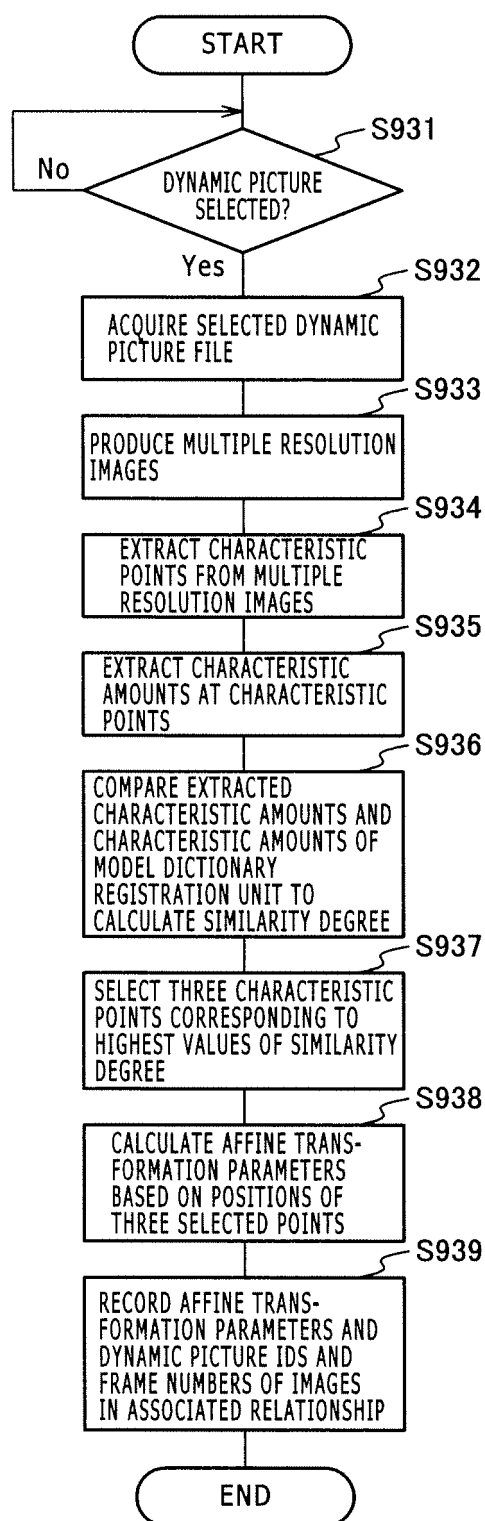 START
S931
No
DYNAMIC PICTURE
SELECTED?
Yes
S932
ACQUIRE SELECTED DYNAMIC
PICTURE FILE
S933
PRODUCE MULTIPLE RESOLUTION
IMAGES
S934
EXTRACT CHARACTERISTIC
POINTS FROM MULTIPLE
RESOLUTION IMAGES
S935
EXTRACT CHARACTERISTIC
AMOUNTS AT CHARACTERISTIC
POINTS
S936
COMPARE EXTRACTED
CHARACTERISTIC AMOUNTS AND
CHARACTERISTIC AMOUNTS OF
MODEL DICTIONARY
REGISTRATION UNIT TO
CALCULATE SIMILARITY DEGREE
S937
SELECT THREE CHARACTERISTIC
POINTS CORRESPONDING TO
HIGHEST VALUES OF SIMILARITY
DEGREE
S938
CALCULATE AFFINE TRANS-
FORMATION PARAMETERS
BASED ON POSITIONS OF
THREE SELECTED POINTS
S939
RECORD AFFINE TRANS-
FORMATION PARAMETERS AND
DYNAMIC PICTURE IDS AND
FRAME NUMBERS OF IMAGES
IN ASSOCIATED RELATIONSHIP
END